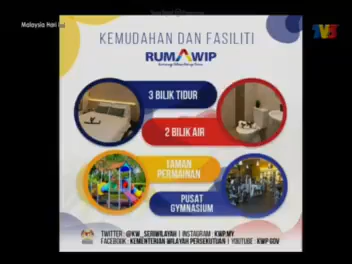 Malaysia Hari Ini
TV3
KEMUDAHAN DAN FASILITI
RUMAWIP
3 BILIK TIDUR
2 BILIK AIR
TAMAN
PERMAINAN
PUSAT
GYMNASIUM
TWITTER: @KW_SERIWILAYAH | INSTAGRAM : KWP.MY
FACEBOOK : KEMENTERIAN WILAYAH PERSEKUTUAN | YOUTUBE : KWP GOV